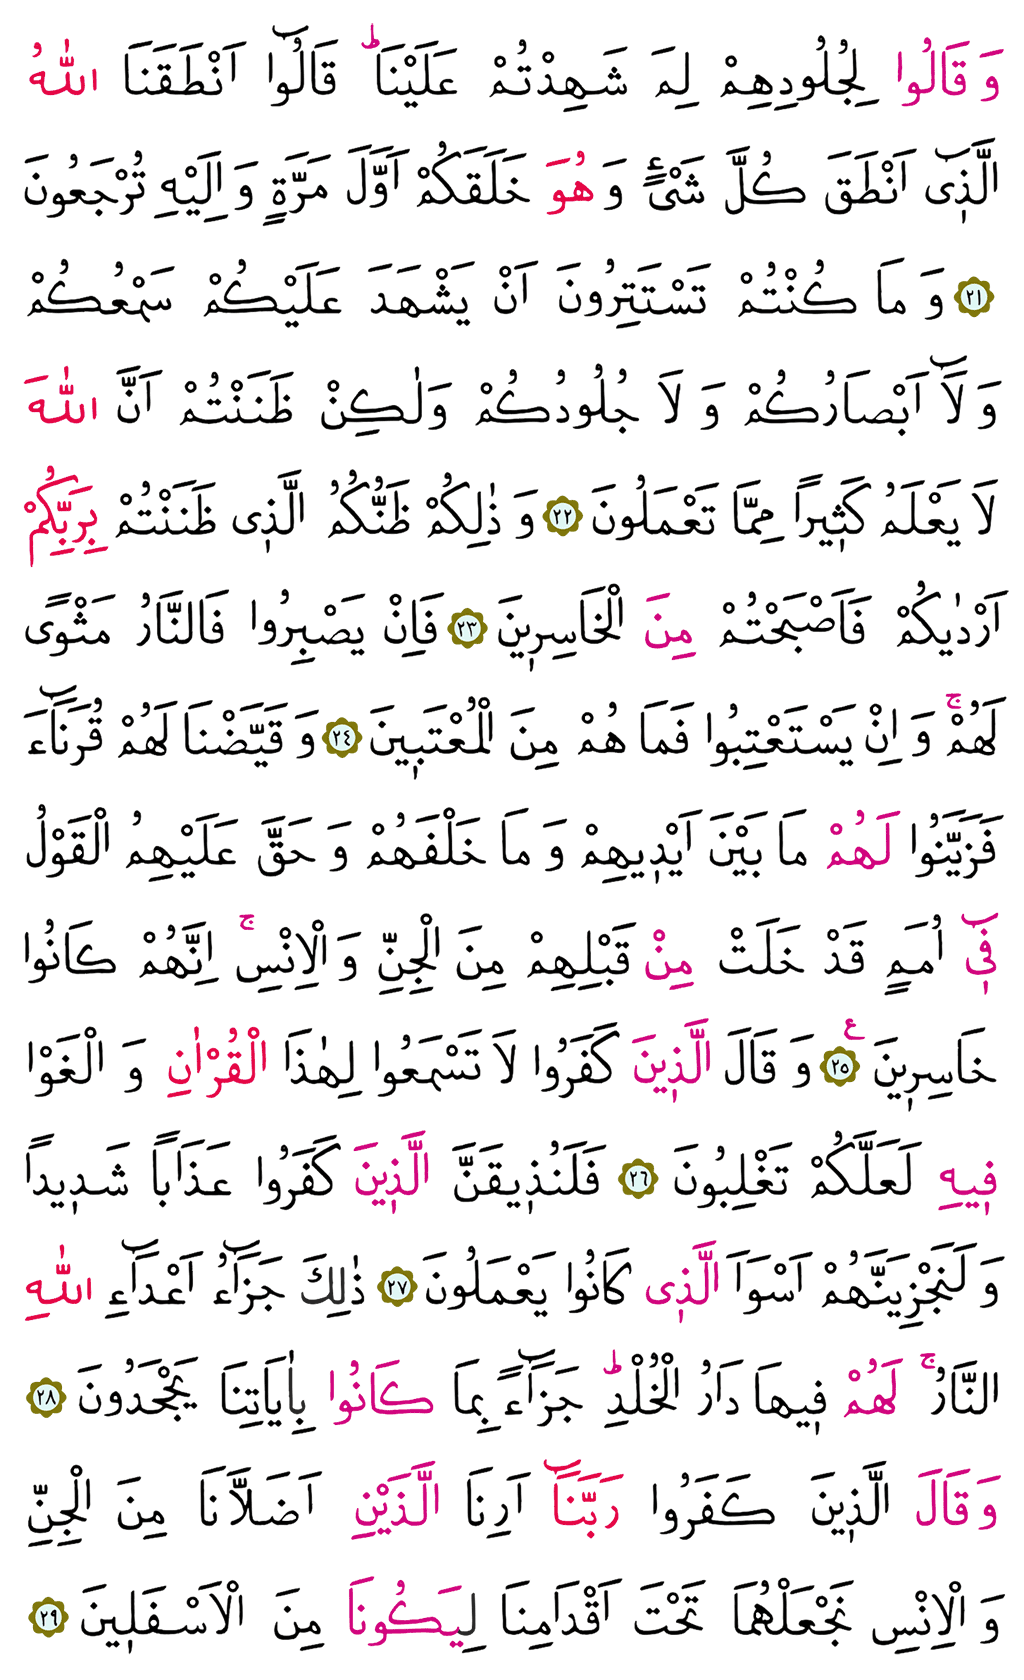 وَ قَالُوا لِجُلُودِهِمْ لِمَ شَهِدْتُمْ عَلَيْنَاۜ قَالُٓوا اَنْطَقَنَا اللّٰهُ
الَّذ۪ٓى اَنْطَقَ كُلَّ شَىْءٍ وَ هُوَ خَلَقَكُمْ اَوَّلَ مَرَّةٍ وَ اِلَيْهِ تُرْجَعُونَ
﴿٢١﴾ وَ مَا كُنْتُمْ تَسْتَتِرُونَ اَنْ يَشْهَدَ عَلَيْكُمْ سَمْعُكُمْ
وَ لَٓا اَبْصَارُكُمْ وَ لَا جُلُودُكُمْ وَلٰكِنْ ظَنَنْتُمْ اَنَّ اللّٰهَ
لَا يَعْلَمُ كَث۪يراً مِمَّا تَعْمَلُونَ ﴿٢٢﴾ وَ ذٰلِكُمْ ظَنُّكُمُ الَّذ۪ى ظَنَنْتُمْ بِرَبِّكُمْ
اَرْدٰيكُمْ فَاَصْبَحْتُمْ مِنَ الْخَاسِر۪ينَ ﴿٢٣﴾ فَاِنْ يَصْبِرُوا فَالنَّارُ مَثْوًى
لَهُمْۚ وَ اِنْ يَسْتَعْتِبُوا فَمَا هُمْ مِنَ الْمُعْتَب۪ينَ ﴿٢٤﴾ وَ قَيَّضْنَا لَهُمْ قُرَنَٓاءَ
فَزَيَّنُوا لَهُمْ مَا بَيْنَ اَيْد۪يهِمْ وَ مَا خَلْفَهُمْ وَ حَقَّ عَلَيْهِمُ الْقَوْلُ
ف۪ٓى اُمَمٍ قَدْ خَلَتْ مِنْ قَبْلِهِمْ مِنَ الْجِنِّ وَ الْاِنْسِۚ اِنَّهُمْ كَانُوا
خَاسِر۪ينَ ﴿٢٥﴾ ع وَ قَالَ الَّذ۪ينَ كَفَرُوا لَا تَسْمَعُوا لِهٰذَا الْقُرْاٰنِ وَ الْغَوْا
ف۪يهِ لَعَلَّكُمْ تَغْلِبُونَ ﴿٢٦﴾ فَلَنُذ۪يقَنَّ الَّذ۪ينَ كَفَرُوا عَذَاباً شَد۪يداً
وَ لَنَجْزِيَنَّهُمْ اَسْوَاَ الَّذ۪ى كَانُوا يَعْمَلُونَ ﴿٢٧﴾ ذٰلِكَ جَزَٓاءُ اَعْدَٓاءِ اللّٰهِ
النَّارُۚ لَهُمْ ف۪يهَا دَارُ الْخُلْدِۜ جَزَٓاءً بِمَا كَانُوا بِاٰيَاتِنَا يَجْحَدُونَ ﴿٢٨﴾
وَ قَالَ الَّذ۪ينَ كَفَرُوا رَبَّنَٓا اَرِنَا الَّذَيْنِ اَضَلَّانَا مِنَ الْجِنِّ
وَ الْاِنْسِ نَجْعَلْهُمَا تَحْتَ اَقْدَامِنَا لِيَكُونَا مِنَ الْاَسْفَل۪ينَ ﴿٢٩﴾